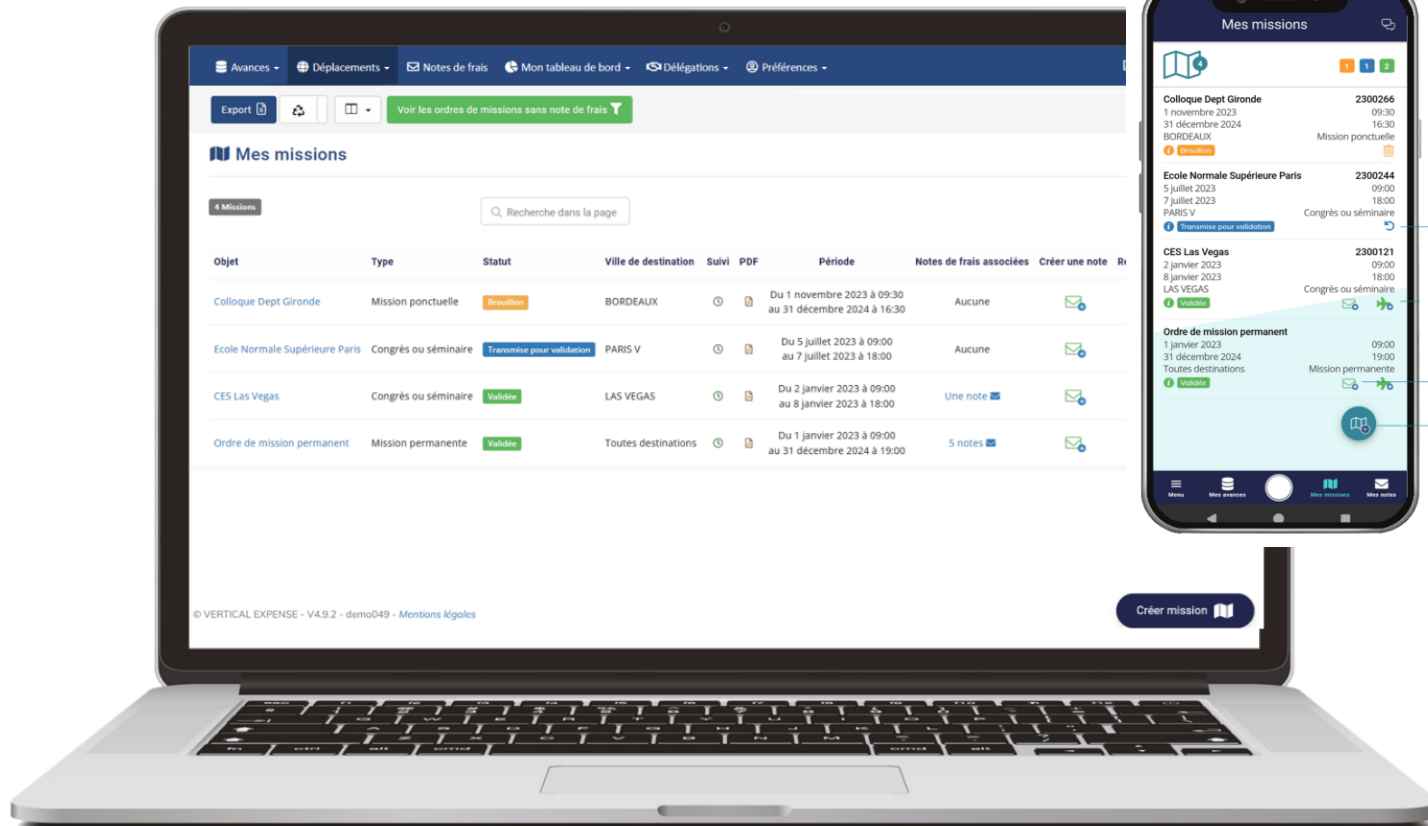 Avances
Déplacements
Notes de frais
Mon tableau de bord
Délégations
Préférences
Export
Voir les ordres de missions sans note de frais
Mes missions
4 Missions
Recherche dans la page
Objet Type Statut Ville de destination Suivi PDF Période Notes de frais associées Créer une note
Colloque Dept Gironde Mission ponctuelle Brouillon BORDEAUX Du 1 novembre 2023 à 09:30 Aucune
au 31 décembre 2024 à 16:30
Ecole Normale Supérieure Paris Congrès ou séminaire Transmise pour validation PARIS V Du 5 juillet 2023 à 09:00 Aucune
au 7 juillet 2023 à 18:00
CES Las Vegas Congrès ou séminaire Validée LAS VEGAS Du 2 janvier 2023 à 09:00 Une note
au 8 janvier 2023 à 18:00
Ordre de mission permanent Mission permanente Validée Toutes destinations Du 1 janvier 2023 à 09:00 5 notes
au 31 décembre 2024 à 19:00
© VERTICAL EXPENSE - V4.9.2 - demo049 - Mentions légales
Créer mission
Mes missions
4
1 1 2
Colloque Dept Gironde 2300266
1 novembre 2023 09:30
31 décembre 2024 16:30
BORDEAUX Mission ponctuelle
Brouillon
Ecole Normale Supérieure Paris 2300244
5 juillet 2023 09:00
7 juillet 2023 18:00
PARIS V Congrès ou séminaire
Transmise pour validation
CES Las Vegas 2300121
2 janvier 2023 09:00
8 janvier 2023 18:00
LAS VEGAS Congrès ou séminaire
Validée
Ordre de mission permanent
1 janvier 2023 09:00
31 décembre 2024 19:00
Toutes destinations Mission permanente
Validée
Menu
Mes avances
Mes missions
Mes notes
fn ctrl alt cmd cmd alt